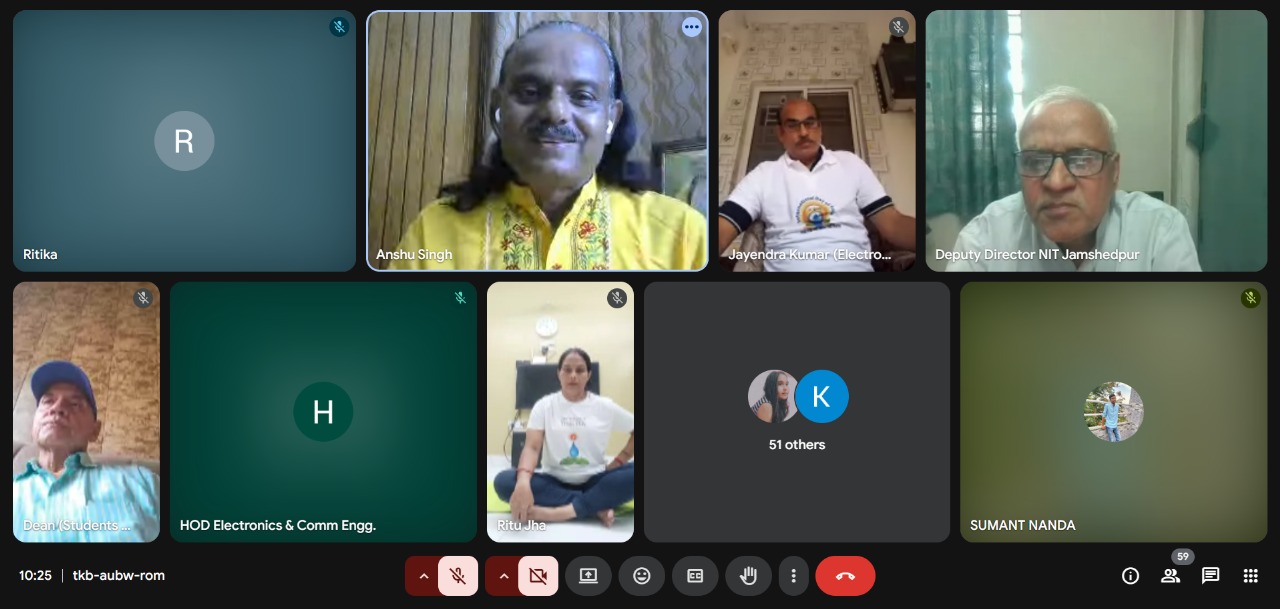 R
Ritika
Anshu Singh
Jayendra Kumar (Electro...
Deputy Director NIT Jamshedpur
Dean (Students ...
H
HOD Electronics & Comm Engg.
Ritu Jha
K
51 others
SUMANT NANDA
10:25 | tkb-aubw-rom
CC
59